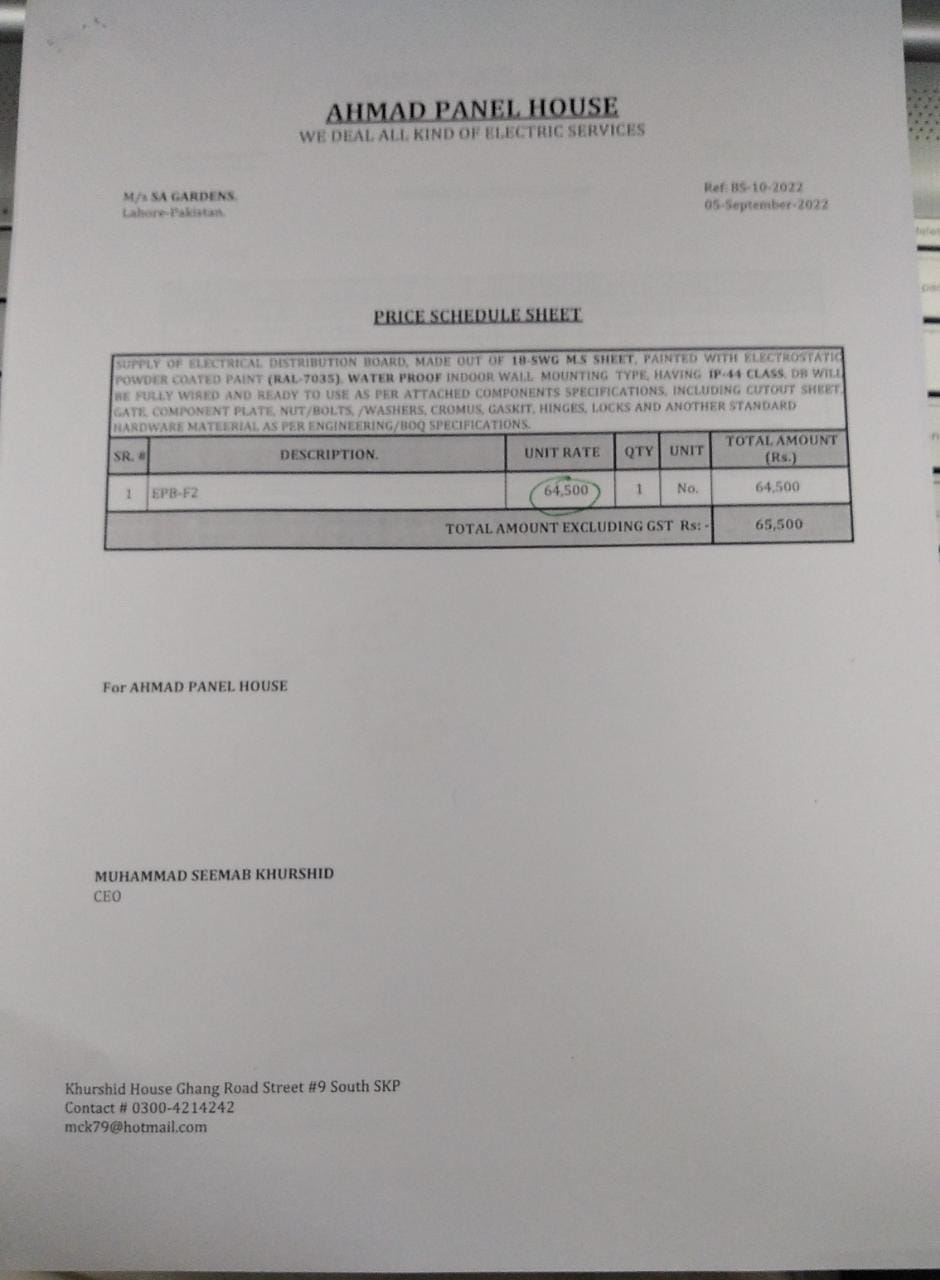 AHMAD PANEL HOUSE
WE DEAL ALL KIND OF ELECTRIC SERVICES
M/s SA GARDENS.
Lahore-Pakistan.
Ref: BS-10-2022
05-September-2022
PRICE SCHEDULE SHEET
SUPPLY OF ELECTRICAL DISTRIBUTION BOARD, MADE OUT OF 18-SWG M.S SHEET, PAINTED WITH ELECTROSTATIC
POWDER COATED PAINT (RAL-7035), WATER PROOF INDOOR WALL MOUNTING TYPE, HAVING IP-44 CLASS, DB WILL
BE FULLY WIRED AND READY TO USE AS PER ATTACHED COMPONENTS SPECIFICATIONS, INCLUDING CUTOUT SHEET,
GATE, COMPONENT PLATE, NUT/BOLTS, /WASHERS, CROMUS, GASKIT, HINGES, LOCKS AND ANOTHER STANDARD
HARDWARE MATEERIAL AS PER ENGINEERING/BOQ SPECIFICATIONS.
SR. # DESCRIPTION. UNIT RATE QTY UNIT TOTAL AMOUNT (Rs.)
1 EPB-F2 64,500 1 No. 64,500
TOTAL AMOUNT EXCLUDING GST Rs: - 65,500
For AHMAD PANEL HOUSE
MUHAMMAD SEEMAB KHURSHID
CEO
Khurshid House Ghang Road Street #9 South SKP
Contact # 0300-4214242
mck79@hotmail.com